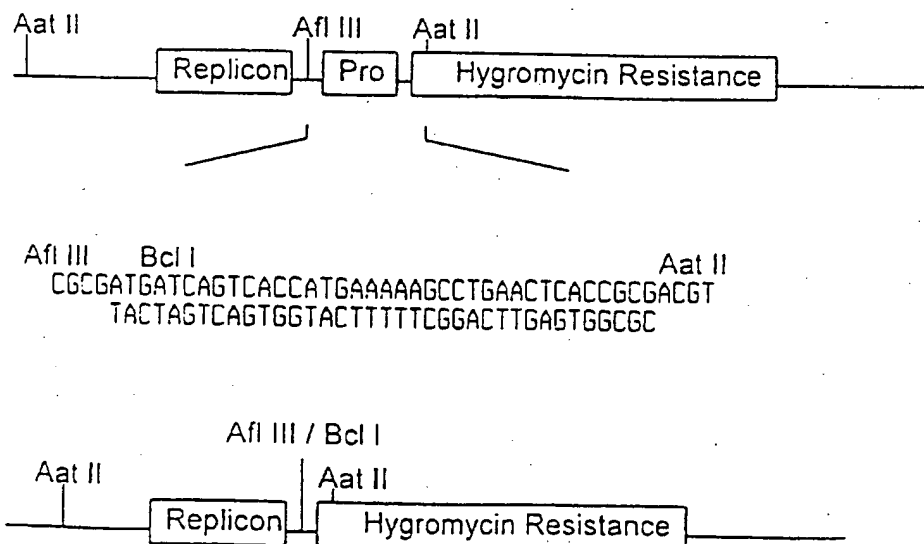 Aat II Afl III Aat II
Replicon Pro Hygromycin Resistance
Afl III Bcl I Aat II
CGCGATGATCAGTCACCATGAAAAAGCCTGAACTCACCGCGACGT
TACTAGTCAGTGGTACTTTTTCGGACTTGAGTGGCGC
Afl III / Bcl I
Aat II Aat II
Replicon Hygromycin Resistance